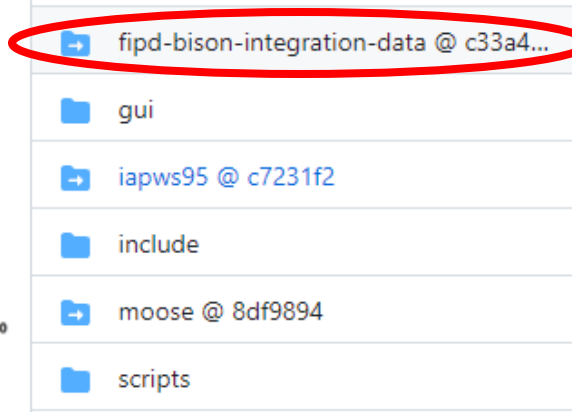 fipd-bison-integration-data @ c33a4...
gui
iapws95 @ c7231f2
include
moose @ 8df9894
scripts